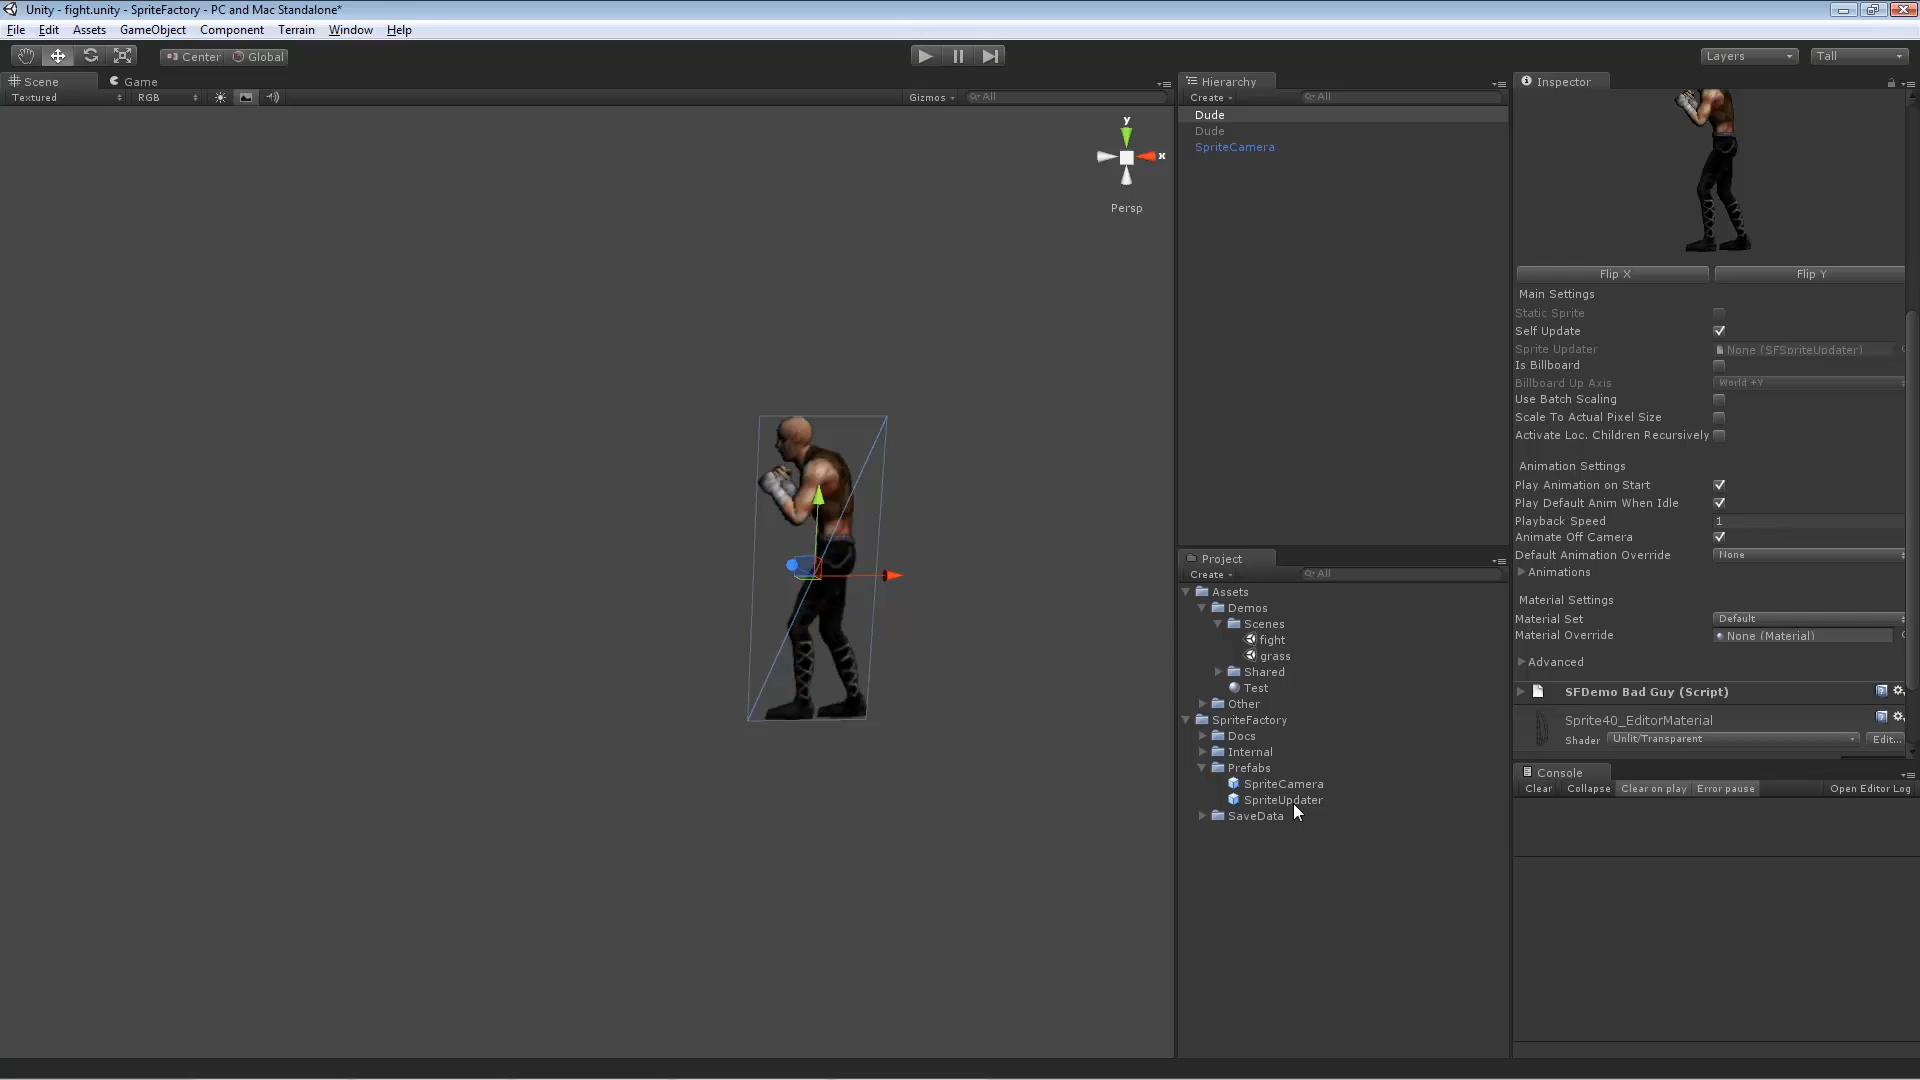 Unity - fight.unity - SpriteFactory - PC and Mac Standalone*
File Edit Assets GameObject Component Terrain Window Help
Center Global
Layers
Tall
Scene Game
Textured RGB Gizmos All
y
x
Persp
Hierarchy
Create All
Dude
Dude
SpriteCamera
Project
Create All
Assets
Demos
Scenes
fight
grass
Shared
Test
Other
SpriteFactory
Docs
Internal
Prefabs
SpriteCamera
SpriteUpdater
SaveData
Inspector
Flip X Flip Y
Main Settings
Static Sprite
Self Update
Sprite Updater None (SFSpriteUpdater)
Is Billboard
Billboard Up Axis World +Y
Use Batch Scaling
Scale To Actual Pixel Size
Activate Loc. Children Recursively
Animation Settings
Play Animation on Start
Play Default Anim When Idle
Playback Speed 1
Animate Off Camera
Default Animation Override None
Animations
Material Settings
Material Set Default
Material Override None (Material)
Advanced
SFDemo Bad Guy (Script)
Sprite40_EditorMaterial
Shader Unlit/Transparent Edit...
Console
Clear Collapse Clear on play Error pause Open Editor Log